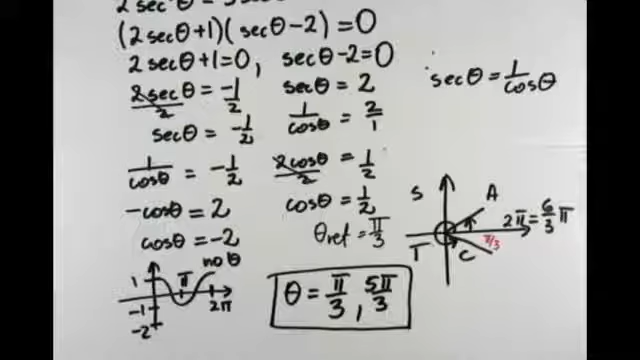 (2secθ+1)(secθ-2)=0
2secθ+1=0, secθ-2=0
2secθ/2 = -1/2
secθ = -1/2
1/cosθ = -1/2
-cosθ = 2
cosθ = -2
no θ
1
-1
-2
π
2π
secθ = 2
1/cosθ = 2/1
2cosθ/2 = 1/2
cosθ = 1/2
θref = π/3
θ = π/3, 5π/3
secθ = 1/cosθ
S A
T C
2π = 6/3 π
π/3